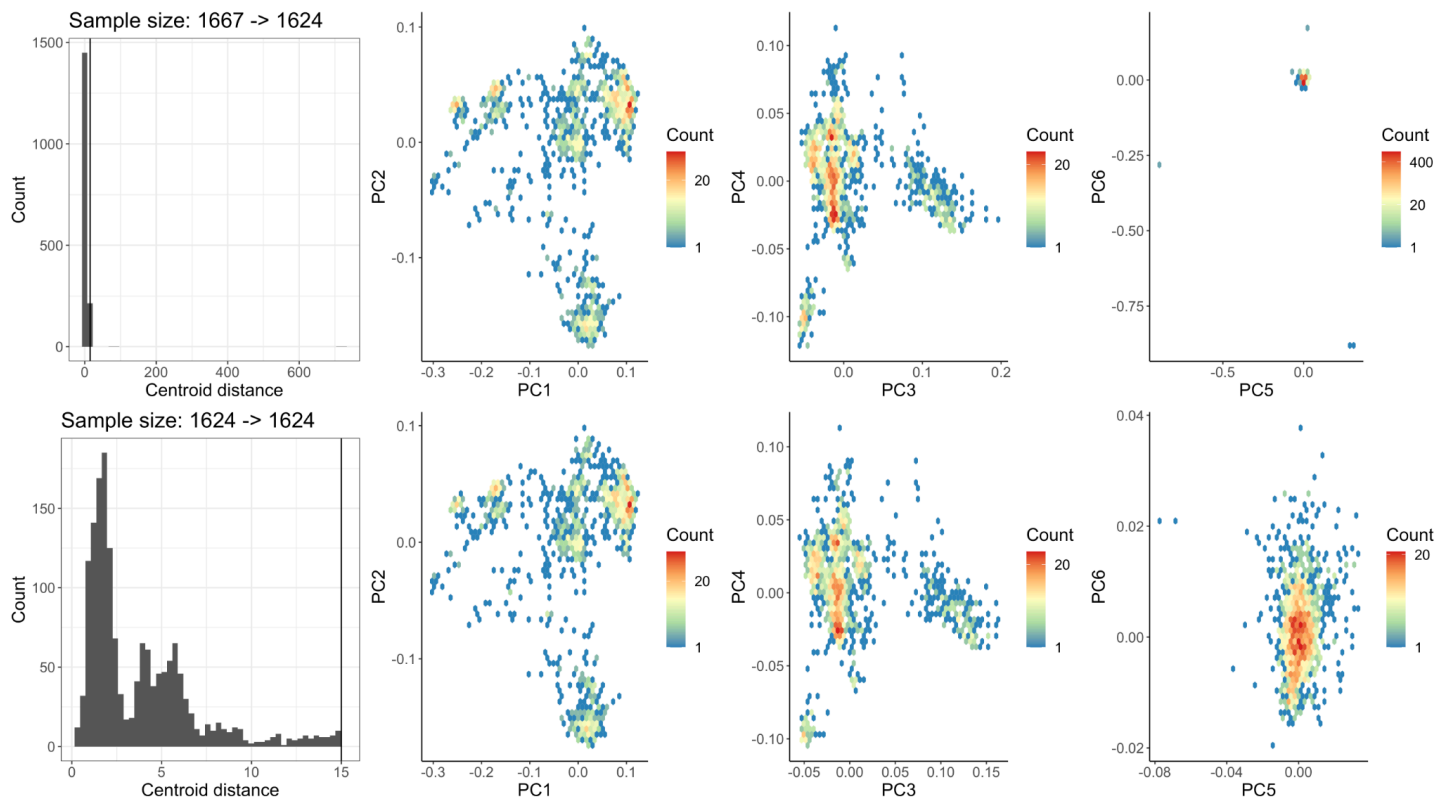 Sample size: 1667 -> 1624
1500
1000
500
0
Count
0 200 400 600
Centroid distance
0.1
0.0
-0.1
PC2
-0.3 -0.2 -0.1 0.0 0.1
PC1
Count
20
1
0.10
0.05
0.00
-0.05
-0.10
PC4
0.0 0.1 0.2
PC3
Count
20
1
0.00
-0.25
-0.50
-0.75
PC6
-0.5 0.0
PC5
Count
400
20
1
Sample size: 1624 -> 1624
150
100
50
0
Count
0 5 10 15
Centroid distance
0.1
0.0
-0.1
PC2
-0.3 -0.2 -0.1 0.0 0.1
PC1
Count
20
1
0.10
0.05
0.00
-0.05
-0.10
PC4
-0.05 0.00 0.05 0.10 0.15
PC3
Count
20
1
0.04
0.02
0.00
-0.02
PC6
-0.08 -0.04 0.00
PC5
Count
20
1